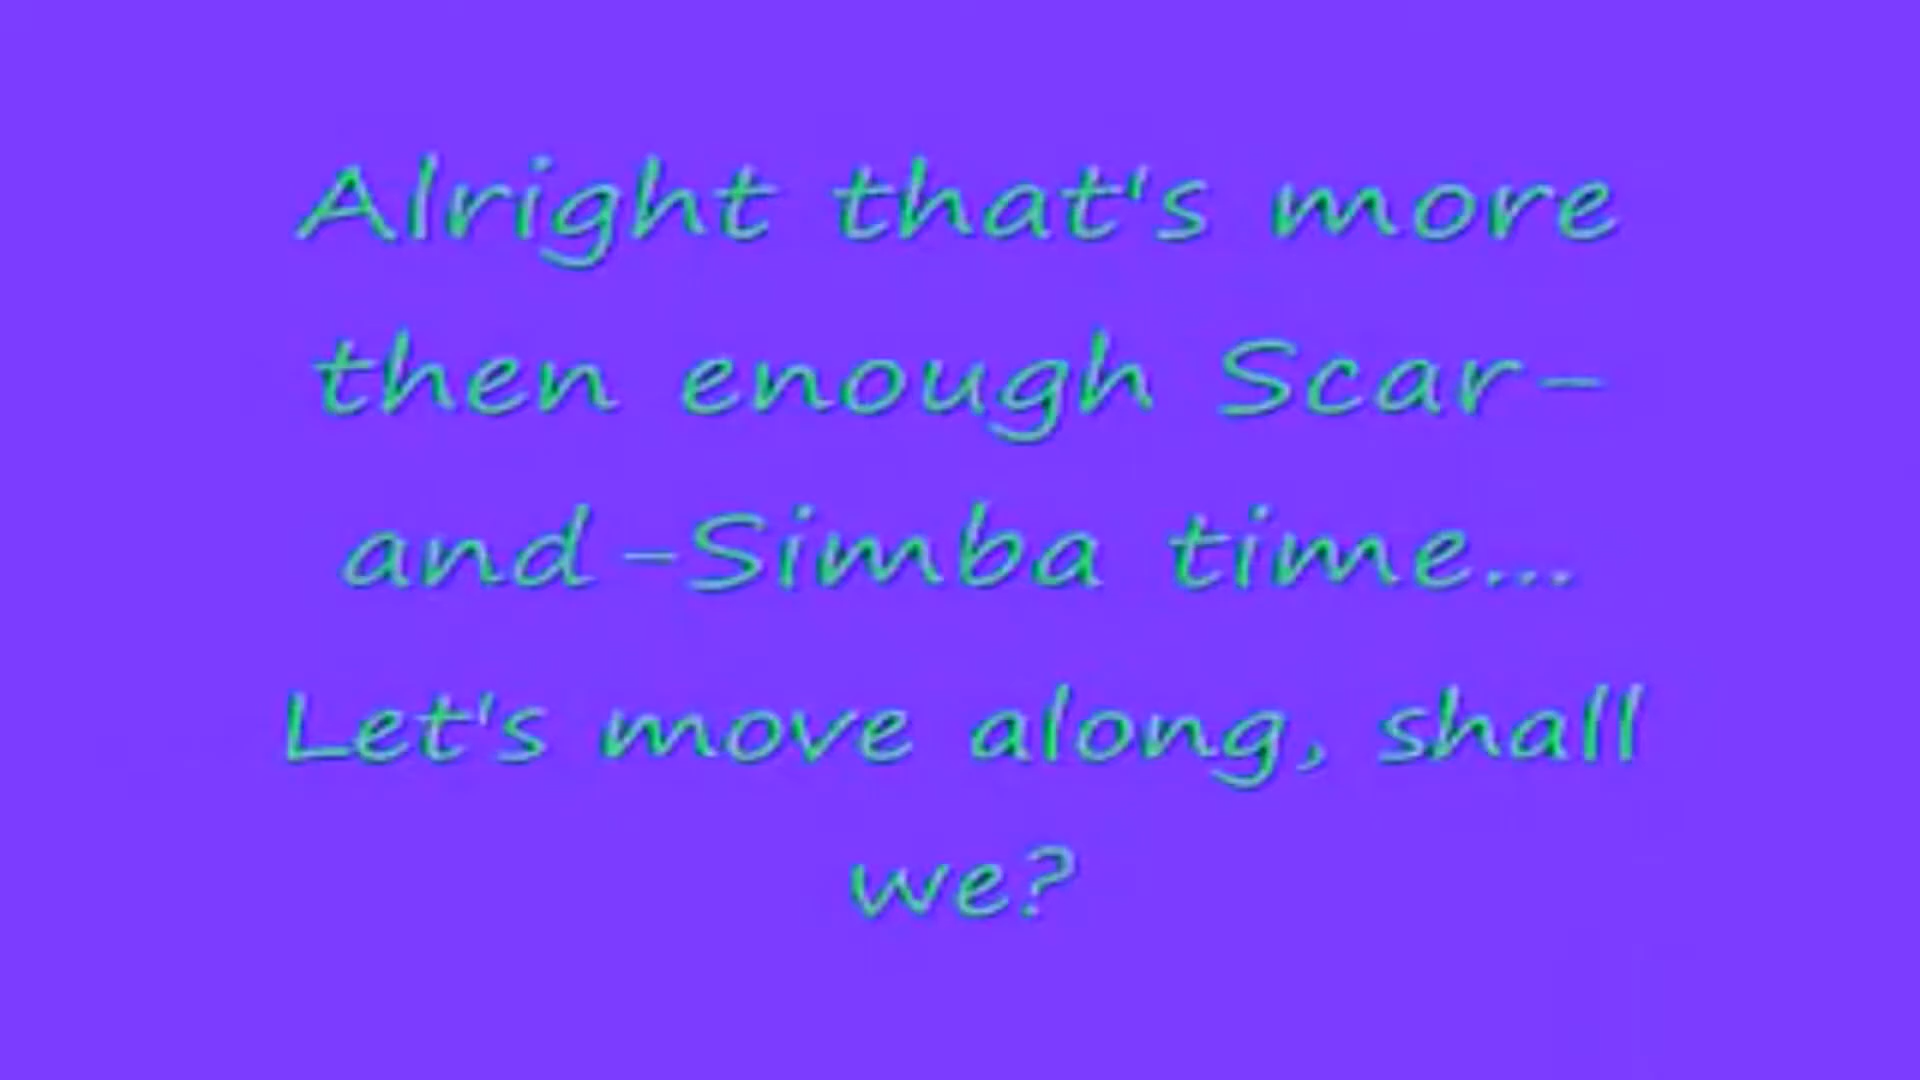 Alright that's more
then enough Scar-
and-Simba time...
Let's move along, shall
we?